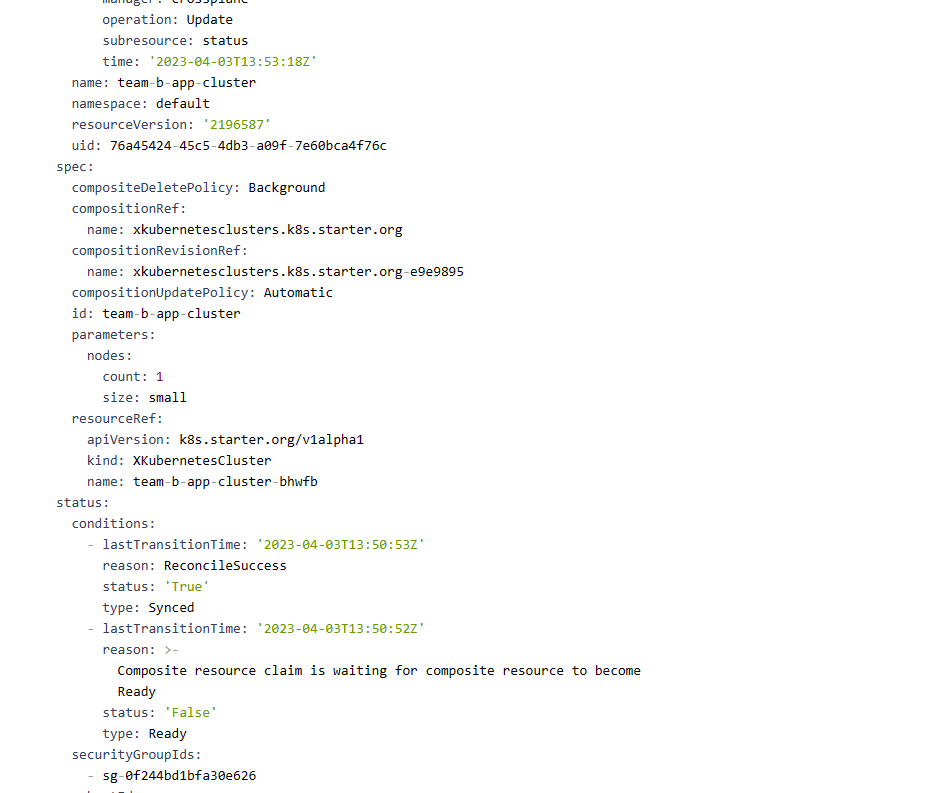 manager: crossplane
operation: Update
subresource: status
time: '2023-04-03T13:53:18Z'
name: team-b-app-cluster
namespace: default
resourceVersion: '2196587'
uid: 76a45424-45c5-4db3-a09f-7e60bca4f76c
spec:
compositeDeletePolicy: Background
compositionRef:
name: xkubernetesclusters.k8s.starter.org
compositionRevisionRef:
name: xkubernetesclusters.k8s.starter.org-e9e9895
compositionUpdatePolicy: Automatic
id: team-b-app-cluster
parameters:
nodes:
count: 1
size: small
resourceRef:
apiVersion: k8s.starter.org/v1alpha1
kind: XKubernetesCluster
name: team-b-app-cluster-bhwfb
status:
conditions:
- lastTransitionTime: '2023-04-03T13:50:53Z'
reason: ReconcileSuccess
status: 'True'
type: Synced
- lastTransitionTime: '2023-04-03T13:50:52Z'
reason: >-
Composite resource claim is waiting for composite resource to become
Ready
status: 'False'
type: Ready
securityGroupIds:
- sg-0f244bd1bfa30e626